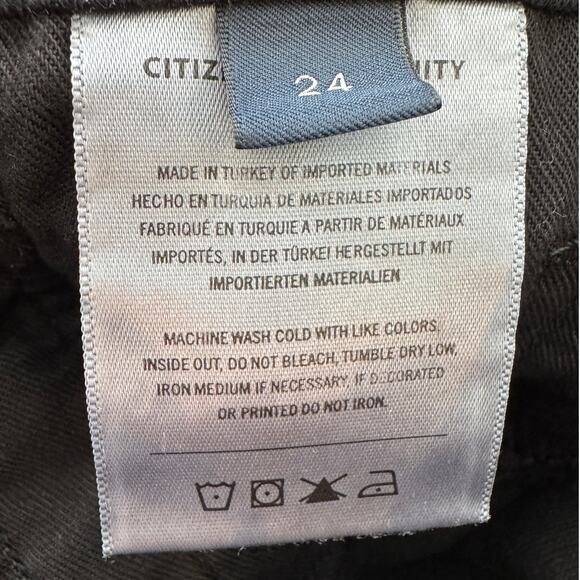 CITIZ NITY
24
MADE IN TURKEY OF IMPORTED MATERIALS
HECHO EN TURQUIA DE MATERIALES IMPORTADOS
FABRIQUÉ EN TURQUIE A PARTIR DE MATÉRIAUX
IMPORTÉS, IN DER TÜRKEI HERGESTELLT MIT
IMPORTIERTEN MATERIALIEN
MACHINE WASH COLD WITH LIKE COLORS,
INSIDE OUT, DO NOT BLEACH, TUMBLE DRY LOW,
IRON MEDIUM IF NECESSARY, IF DECORATED
OR PRINTED DO NOT IRON.